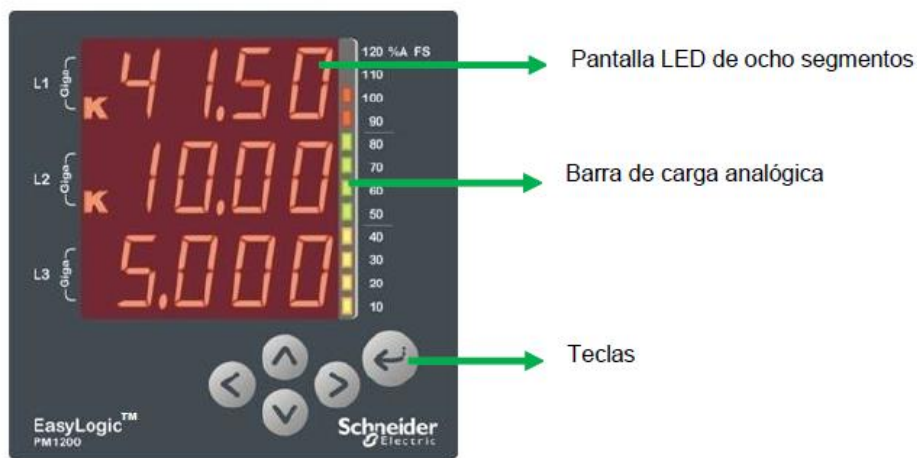 L1
Giga
K
41.50
120 %A FS
110
100
90
L2
Giga
K
10.00
80
70
60
50
L3
Giga
5.000
40
30
20
10
EasyLogic™
PM1200
Schneider
Electric
Pantalla LED de ocho segmentos
Barra de carga analógica
Teclas